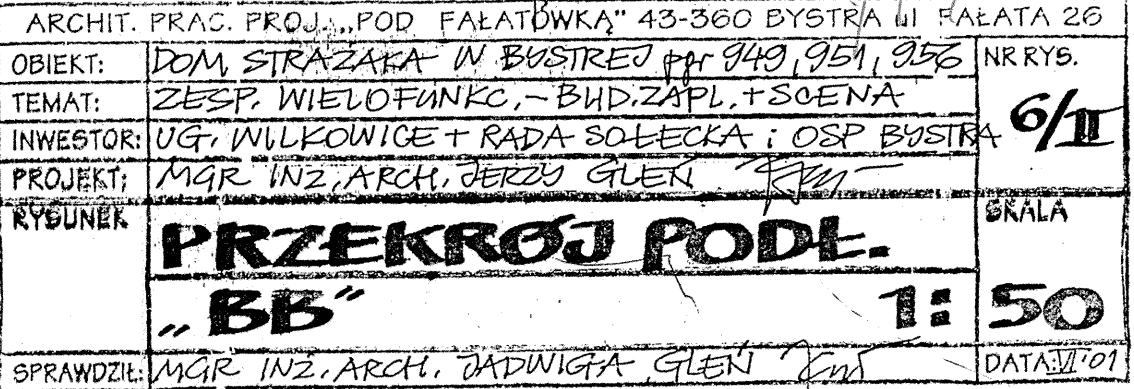 ARCHIT. PRAC. PROJ. „POD FAŁATÓWKĄ" 43-360 BYSTRA Ul FAŁATA 26
OBIEKT: DOM STRAŻAKA W BYSTREJ pgr 949, 951, 956 NR RYS.
TEMAT: ZESP. WIELOFUNKC. - BUD. ZAPL. + SCENA
6/II
INWESTOR: UG. WILKOWICE + RADA SOŁECKA i OSP BYSTRA
PROJEKT: MGR INŻ. ARCH. JERZY GLEŃ
RYSUNEK PRZEKRÓJ PODŁ. SKALA
„BB" 1: 50
SPRAWDZIŁ: MGR INŻ. ARCH. JADWIGA GLEŃ DATA: VI '01